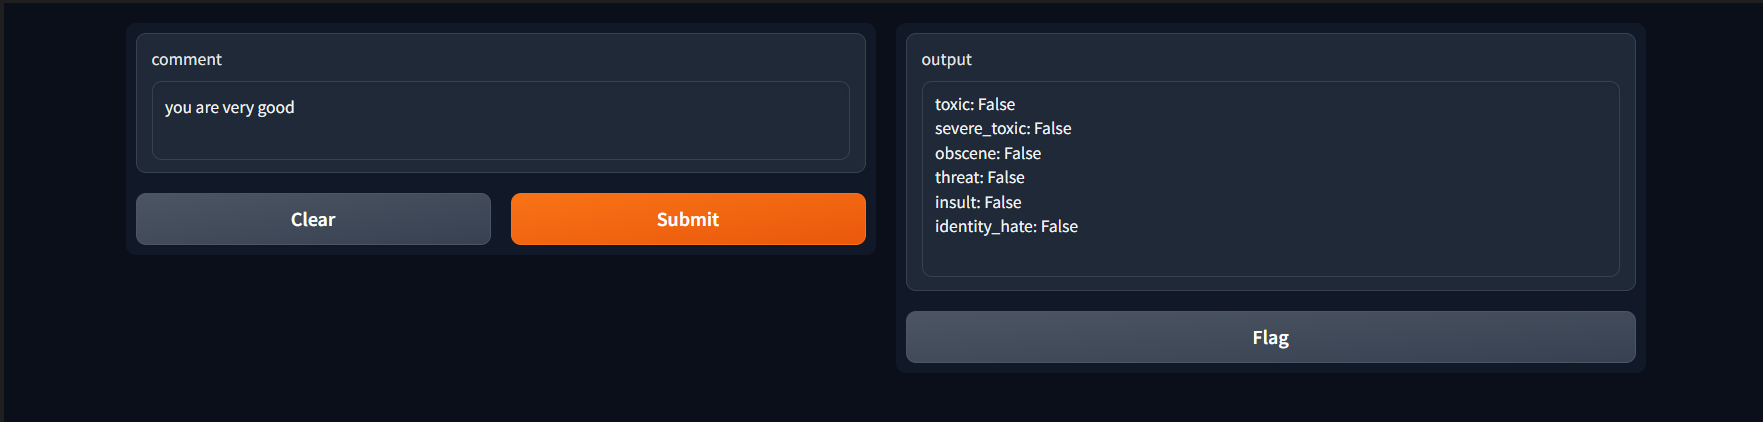 comment
you are very good
Clear
Submit
output
toxic: False
severe_toxic: False
obscene: False
threat: False
insult: False
identity_hate: False
Flag